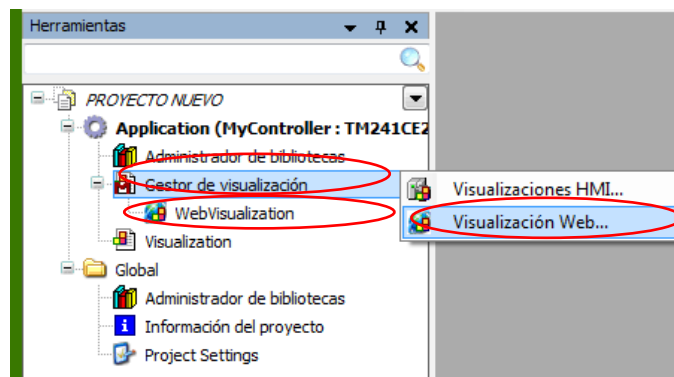 Herramientas
PROYECTO NUEVO
Application (MyController : TM241CE2
Administrador de bibliotecas
Gestor de visualización
Visualizaciones HMI...
WebVisualization
Visualización Web...
Visualization
Global
Administrador de bibliotecas
Información del proyecto
Project Settings